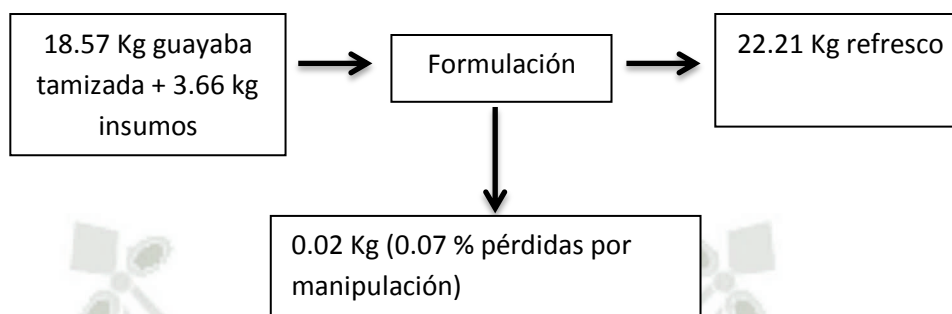 18.57 Kg guayaba
tamizada + 3.66 kg
insumos
Formulación
22.21 Kg refresco
0.02 Kg (0.07 % pérdidas por
manipulación)